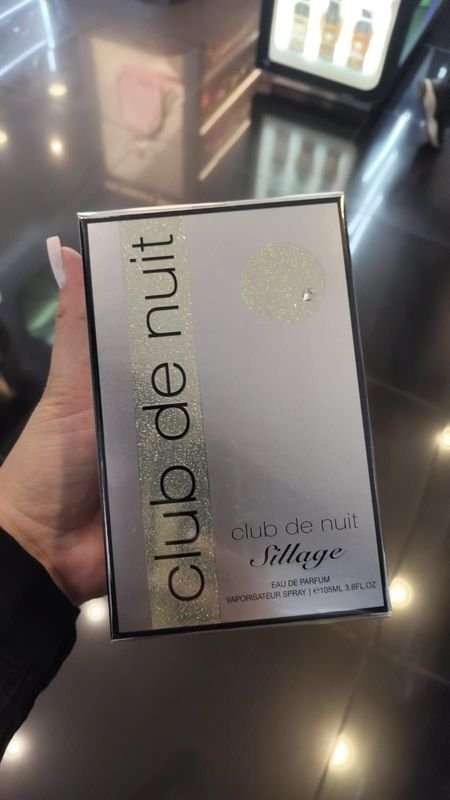 club de nuit
club de nuit
Sillage
EAU DE PARFUM
VAPORISATEUR SPRAY | ℮105ML 3.6FL.OZ